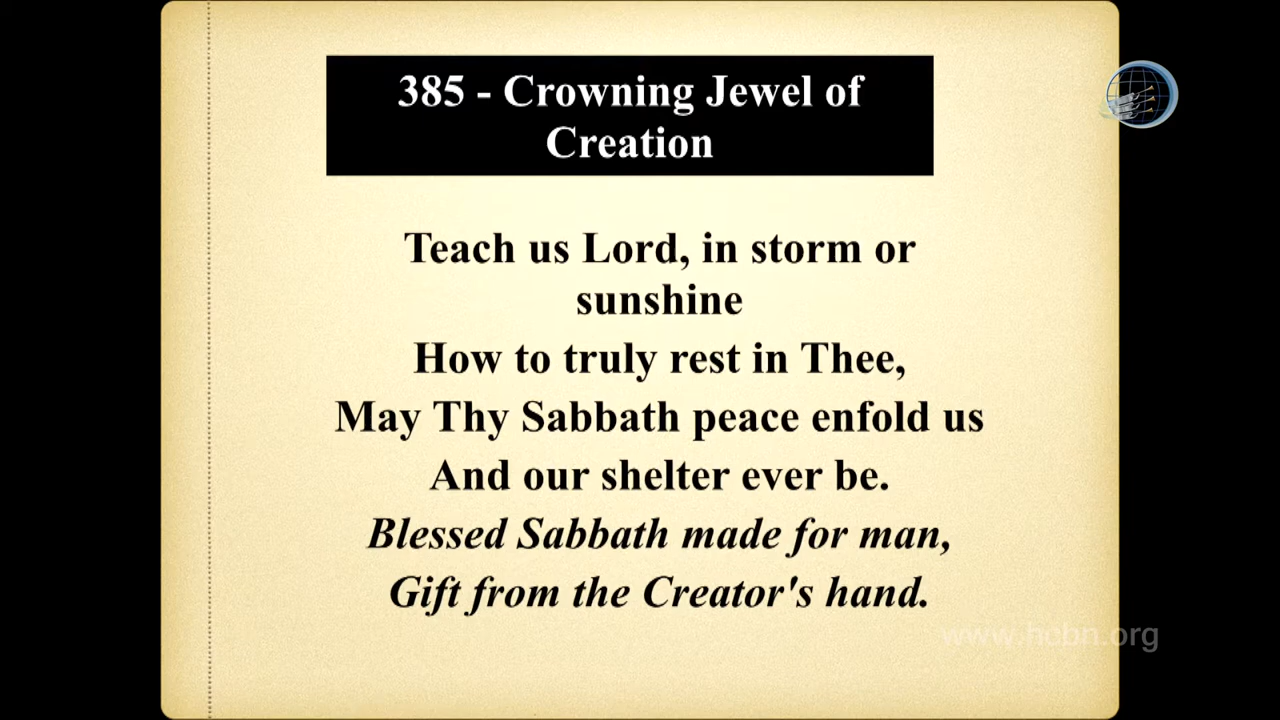 385 - Crowning Jewel of
Creation
Teach us Lord, in storm or
sunshine
How to truly rest in Thee,
May Thy Sabbath peace enfold us
And our shelter ever be.
Blessed Sabbath made for man,
Gift from the Creator's hand.
www.hcbn.org